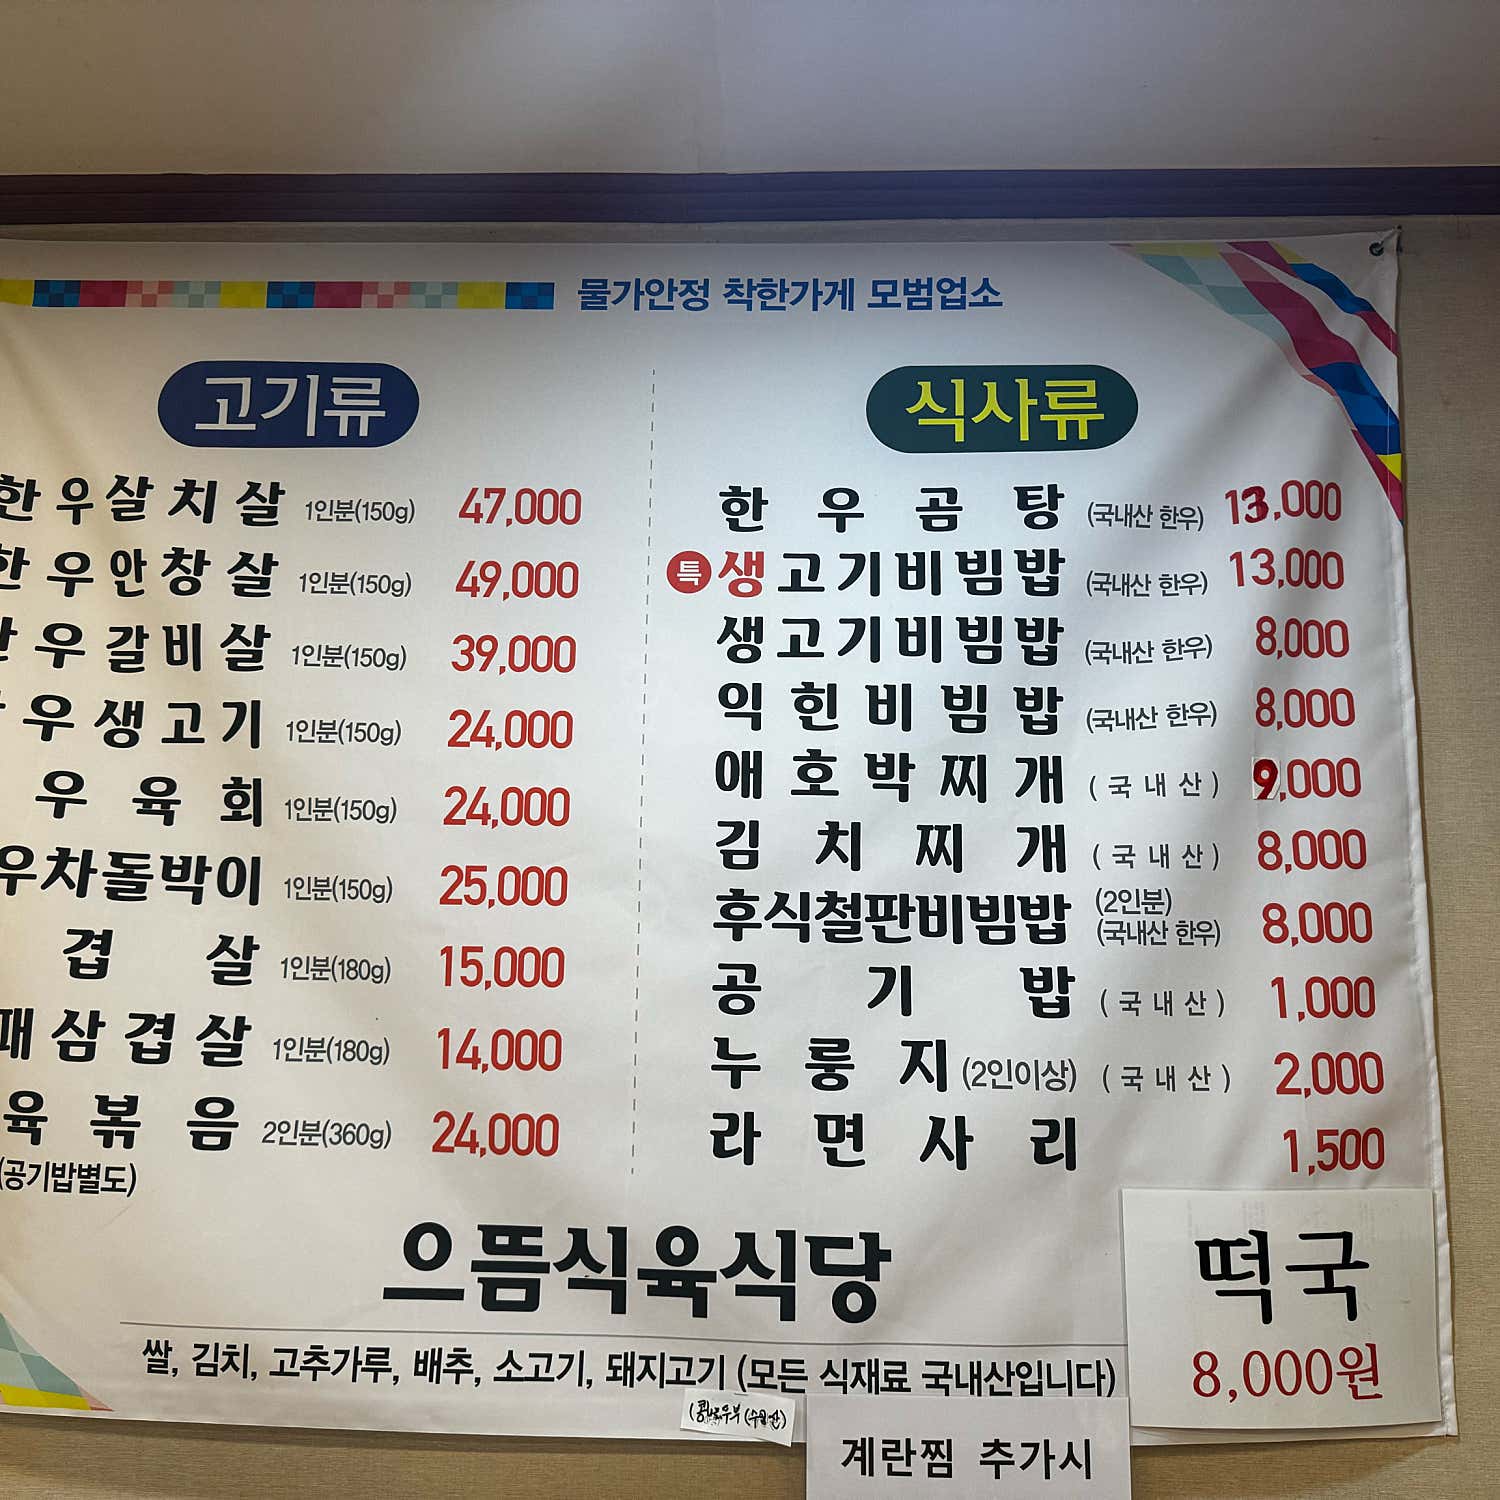 물가안정 착한가게 모범업소
고기류
한우살치살 1인분(150g) 47,000
한우안창살 1인분(150g) 49,000
우갈비살 1인분(150g) 39,000
우생고기 1인분(150g) 24,000
우육회 1인분(150g) 24,000
우차돌박이 1인분(150g) 25,000
겹살 1인분(180g) 15,000
패삼겹살 1인분(180g) 14,000
육볶음 2인분(360g) 24,000
(공기밥별도)
식사류
한우곰탕 (국내산 한우) 13,000
특 생고기비빔밥 (국내산 한우) 13,000
생고기비빔밥 (국내산 한우) 8,000
익힌비빔밥 (국내산 한우) 8,000
애호박찌개 (국내산) 9,000
김치찌개 (국내산) 8,000
후식철판비빔밥 (2인분) (국내산 한우) 8,000
공기밥 (국내산) 1,000
누룽지 (2인이상) (국내산) 2,000
라면사리 1,500
으뜸식육식당
쌀, 김치, 고추가루, 배추, 소고기, 돼지고기 (모든 식재료 국내산입니다)
떡국
8,000원
계란찜 추가시